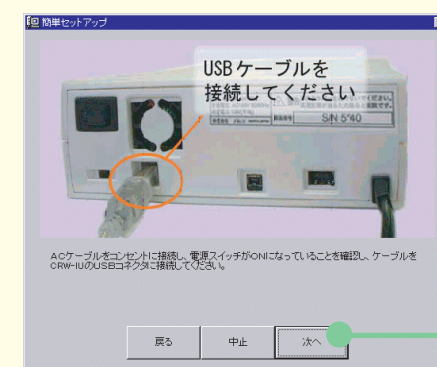 簡単セットアップ
USBケーブルを
接続してください
S/N 5*40
ACケーブルをコンセントに接続し、電源スイッチがONになっていることを確認し、ケーブルを
CRW-IUのUSBコネクタに接続してください。
戻る
中止
次へ